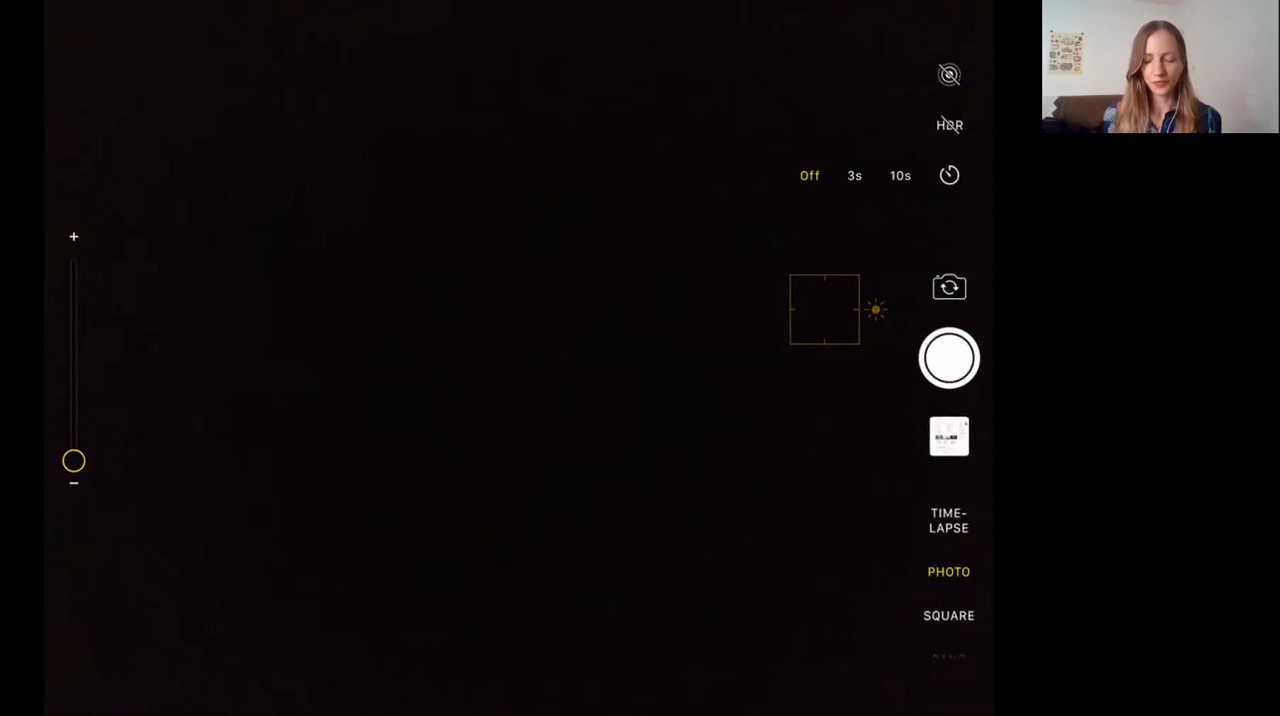 HDR
Off 3s 10s
+
−
TIME-
LAPSE
PHOTO
SQUARE